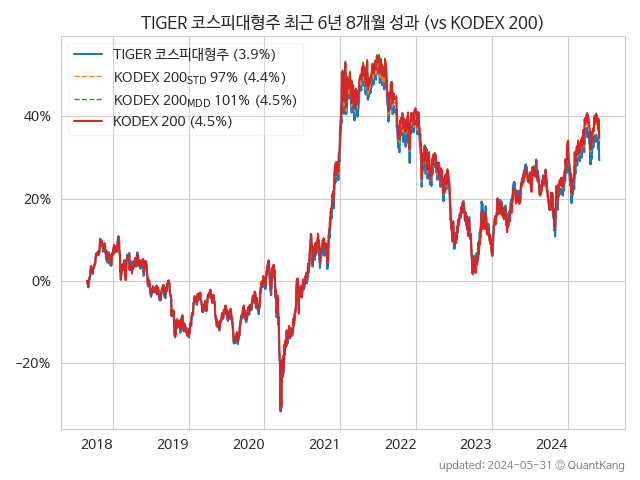 TIGER 코스피대형주 최근 6년 8개월 성과 (vs KODEX 200)
TIGER 코스피대형주 (3.9%)
KODEX 200STD 97% (4.4%)
KODEX 200MDD 101% (4.5%)
KODEX 200 (4.5%)
40%
20%
0%
−20%
2018 2019 2020 2021 2022 2023 2024
updated: 2024-05-31 © QuantKang